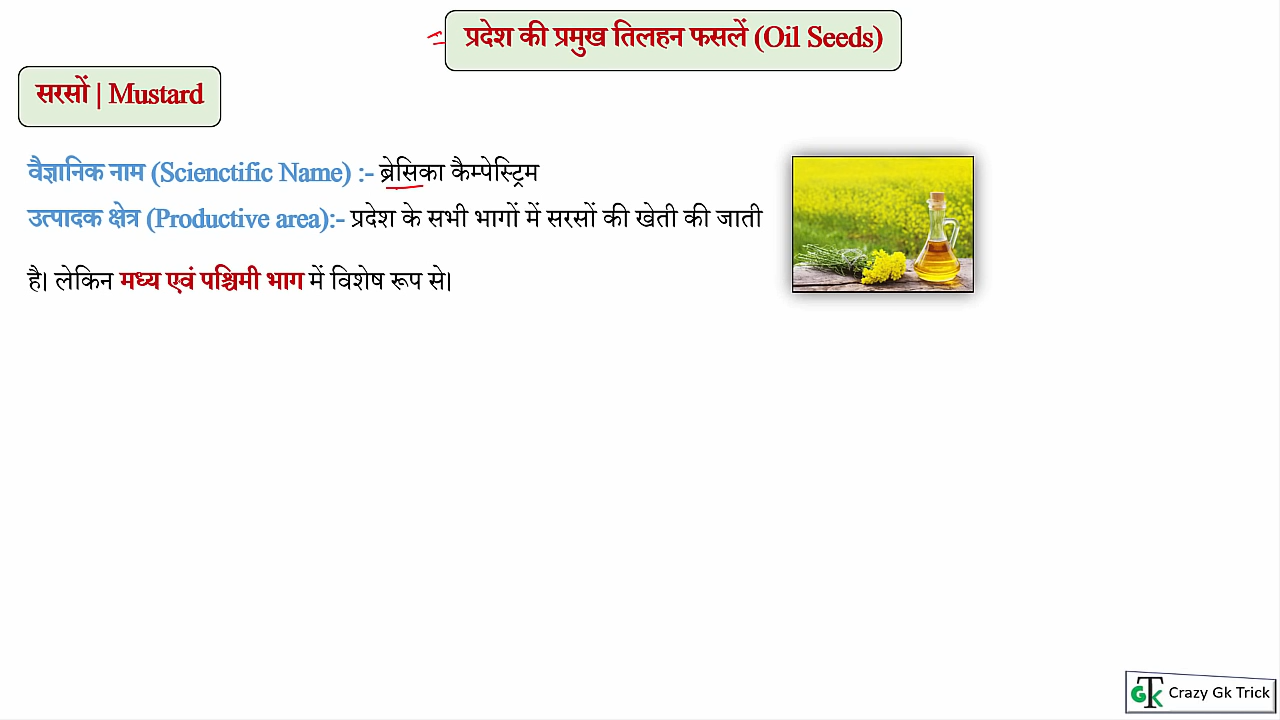 प्रदेश की प्रमुख तिलहन फसलें (Oil Seeds)
सरसों | Mustard
वैज्ञानिक नाम (Scienctific Name) :- ब्रेसिका कैम्पेस्ट्रिम
उत्पादक क्षेत्र (Productive area):- प्रदेश के सभी भागों में सरसों की खेती की जाती
है। लेकिन मध्य एवं पश्चिमी भाग में विशेष रूप से।
GTK Crazy Gk Trick